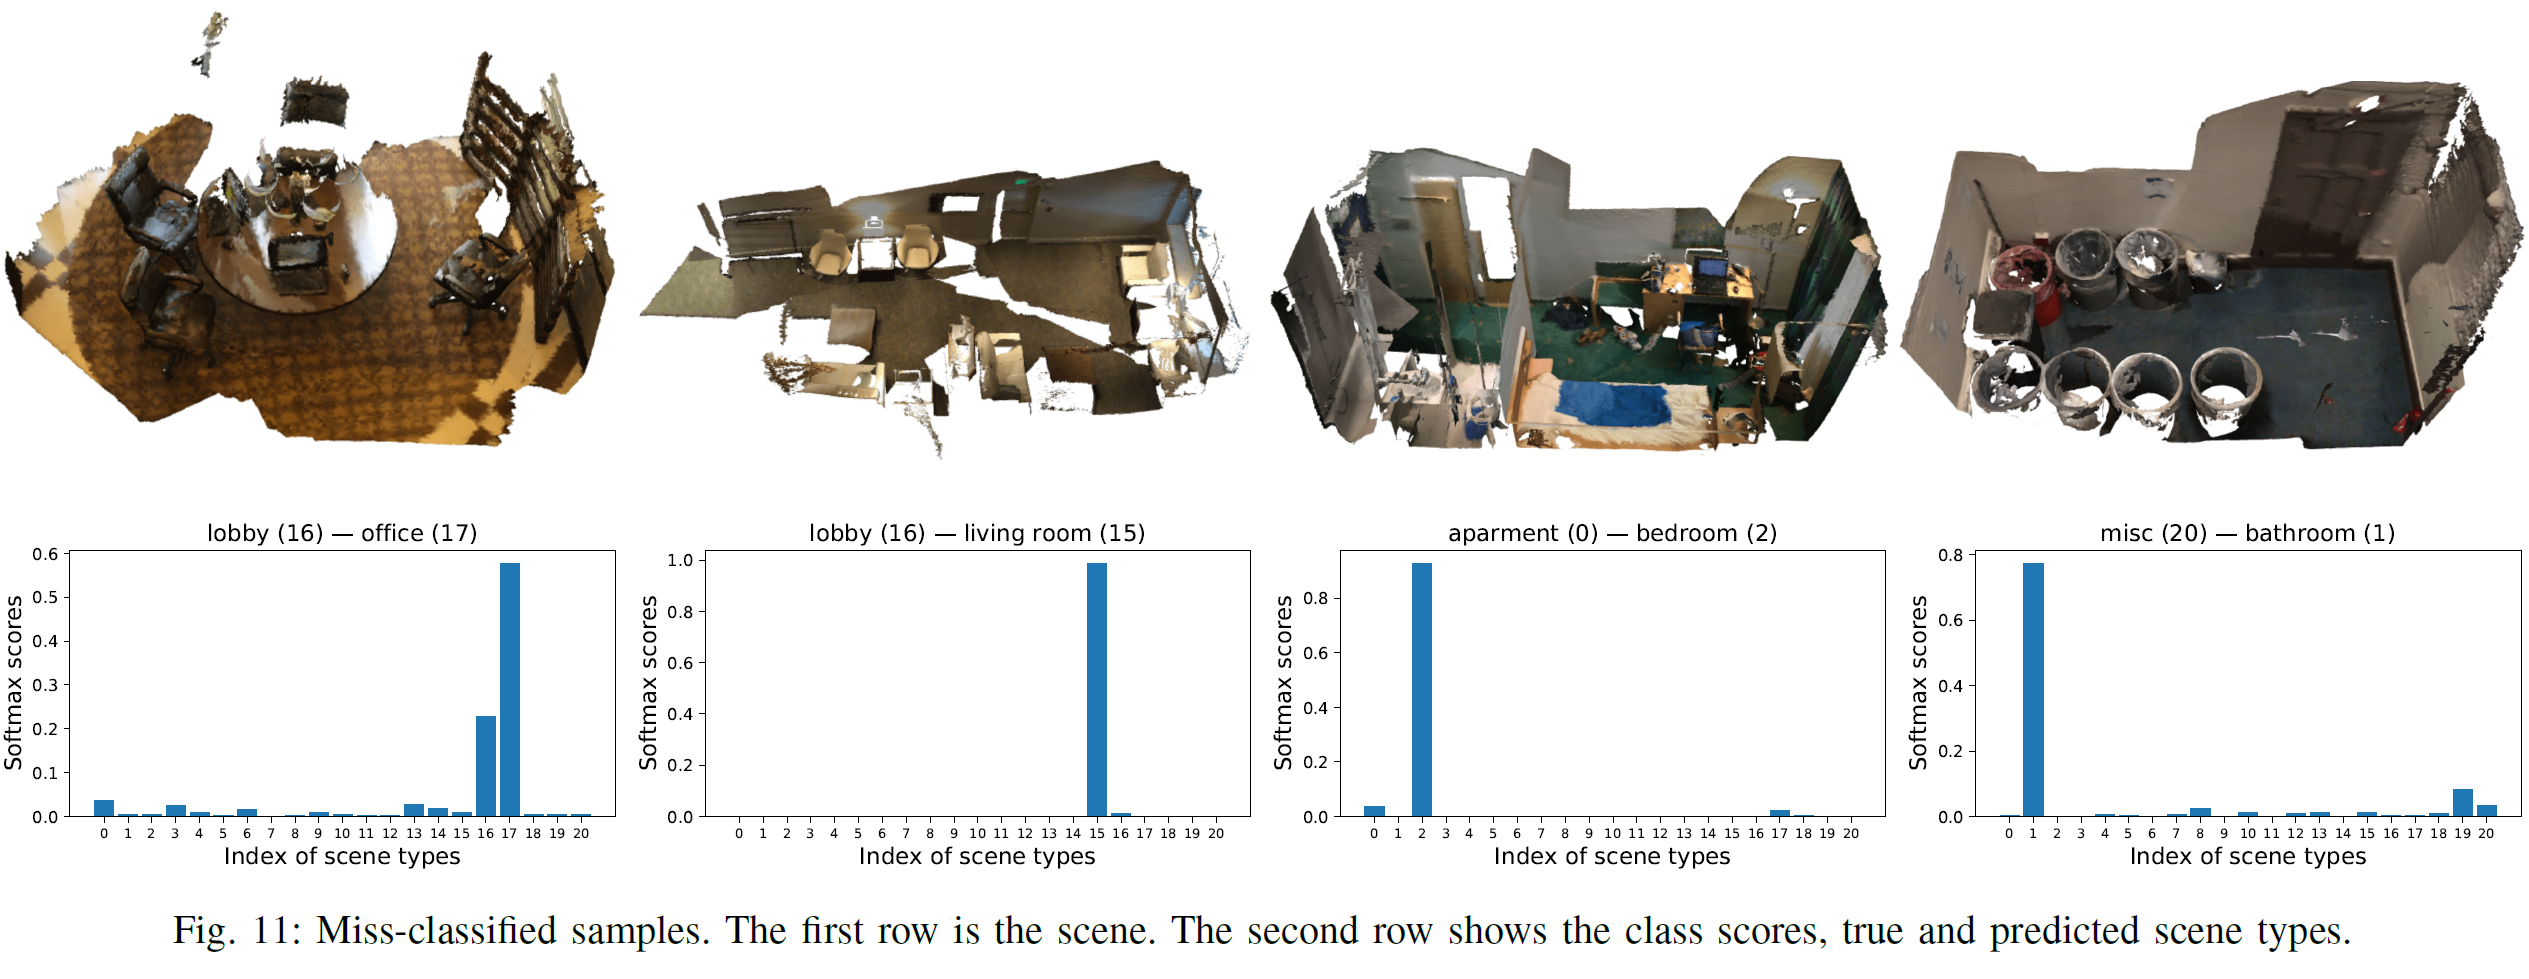 lobby (16) — office (17)
0.6
0.5
0.4
0.3
0.2
0.1
0.0
Softmax scores
0 1 2 3 4 5 6 7 8 9 10 11 12 13 14 15 16 17 18 19 20
Index of scene types
lobby (16) — living room (15)
1.0
0.8
0.6
0.4
0.2
0.0
Softmax scores
0 1 2 3 4 5 6 7 8 9 10 11 12 13 14 15 16 17 18 19 20
Index of scene types
aparment (0) — bedroom (2)
0.8
0.6
0.4
0.2
0.0
Softmax scores
0 1 2 3 4 5 6 7 8 9 10 11 12 13 14 15 16 17 18 19 20
Index of scene types
misc (20) — bathroom (1)
0.8
0.6
0.4
0.2
0.0
Softmax scores
0 1 2 3 4 5 6 7 8 9 10 11 12 13 14 15 16 17 18 19 20
Index of scene types
Fig. 11: Miss-classified samples. The first row is the scene. The second row shows the class scores, true and predicted scene types.